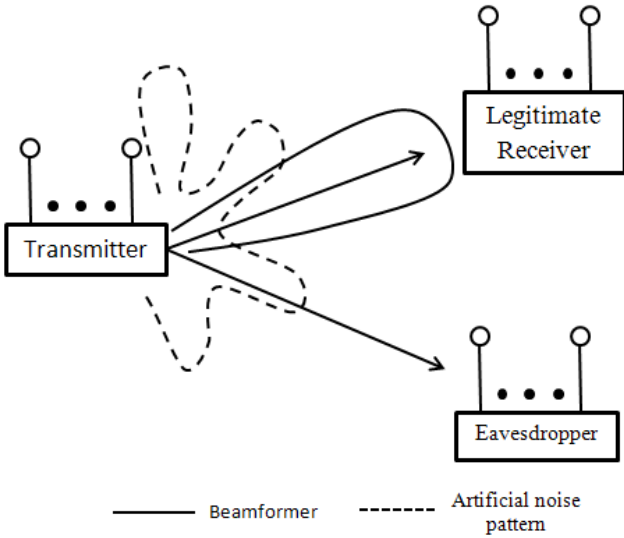 Legitimate
Receiver
Transmitter
Eavesdropper
Beamformer
Artificial noise
pattern